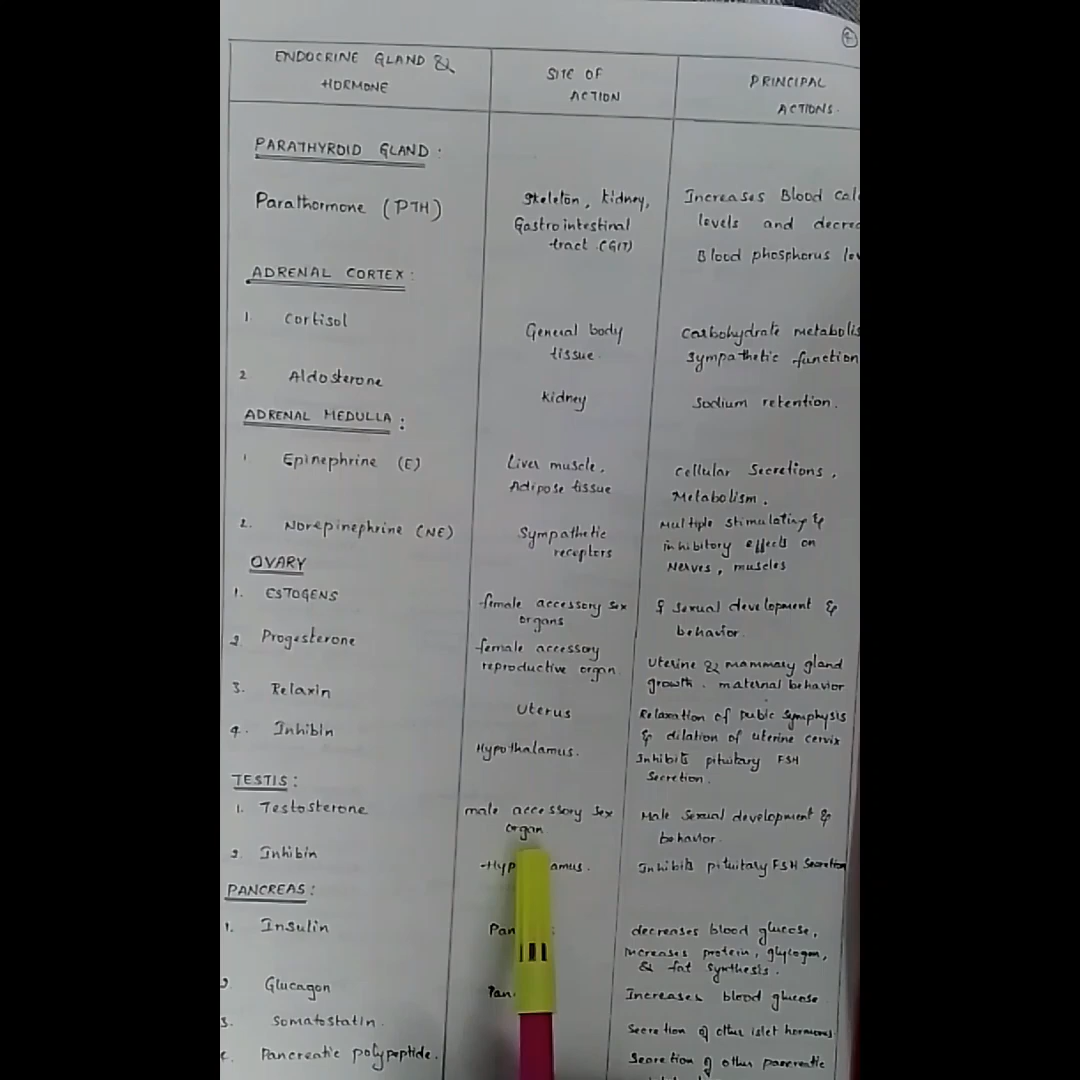 ENDOCRINE GLAND &
HORMONE
SITE OF
ACTION
PRINCIPAL
ACTIONS.
PARATHYROID GLAND:
Parathormone (PTH)
Skeleton, kidney,
Gastrointestinal
tract (GIT)
Increases Blood
levels and
Blood phosphorus
ADRENAL CORTEX:
1. Cortisol
General body
tissue.
Carbohydrate
Sympathetic function
2 Aldosterone
kidney
Sodium retention.
ADRENAL MEDULLA:
1 Epinephrine (E)
Liver muscle,
Adipose tissue
Cellular Secretions,
Metabolism.
2. Norepinephrine (NE)
Sympathetic
receptors
Multiple stimulating &
inhibitory effects on
Nerves, muscles
OVARY
1. ESTOGENS
female accessory sex
organs
Sexual development &
behavior.
2. Progesterone
female accessory
reproductive organ
Uterine & mammary gland
growth. maternal behavior
3. Relaxin
Uterus
Relaxation of pubic Symphysis
& dilation of uterine cervix
4. Inhibin
Hypothalamus.
Inhibits pituitary FSH
Secretion.
TESTIS:
1. Testosterone
male accessory sex
organ
Male Sexual development &
behavior.
2. Inhibin
Inhibits pituitary FSH Secretion
PANCREAS:
1. Insulin
decreases blood glucose,
increases protein, glycogen,
& fat synthesis.
Glucagon
Increases blood glucose
3. Somatostatin.
Secretion of other islet hormones
Pancreatic polypeptide.
Secretion of other pancreatic